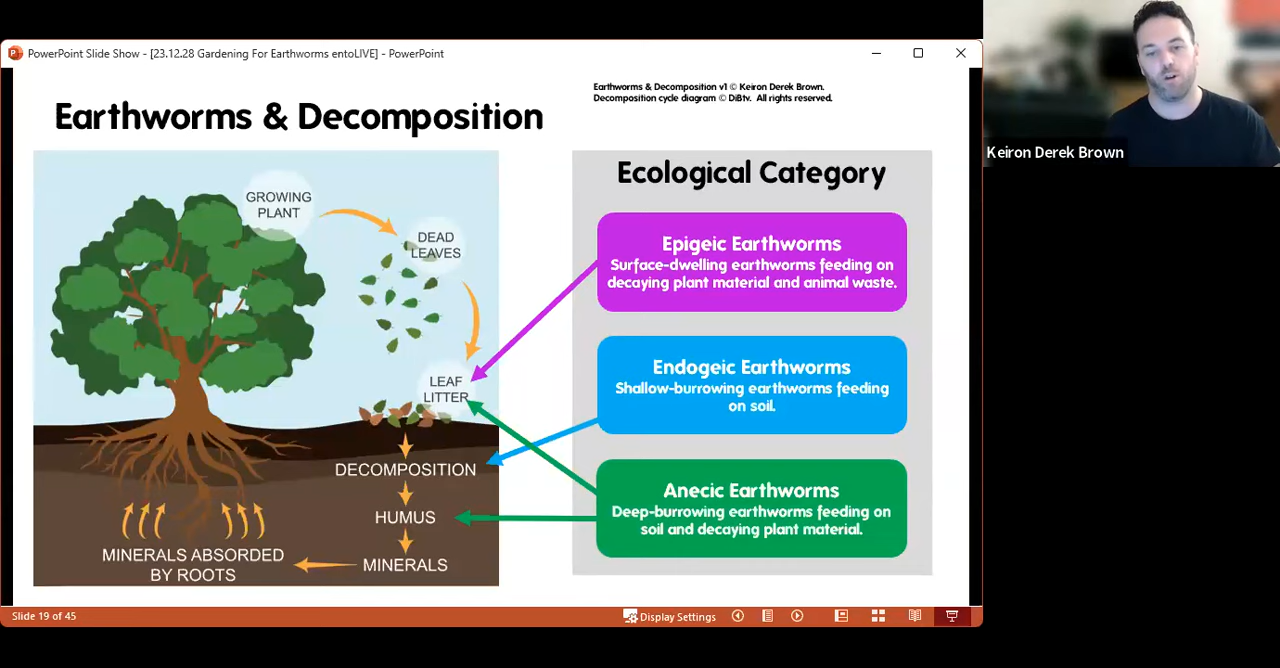 PowerPoint Slide Show - [23.12.28 Gardening For Earthworms entoLIVE] - PowerPoint
Keiron Derek Brown
Earthworms & Decomposition
Earthworms & Decomposition v1 © Keiron Derek Brown.
Decomposition cycle diagram © DiBtv. All rights reserved.
GROWING
PLANT
DEAD
LEAVES
LEAF
LITTER
DECOMPOSITION
HUMUS
MINERALS
MINERALS ABSORDED
BY ROOTS
Ecological Category
Epigeic Earthworms
Surface-dwelling earthworms feeding on
decaying plant material and animal waste.
Endogeic Earthworms
Shallow-burrowing earthworms feeding
on soil.
Anecic Earthworms
Deep-burrowing earthworms feeding on
soil and decaying plant material.
Slide 19 of 45
Display Settings